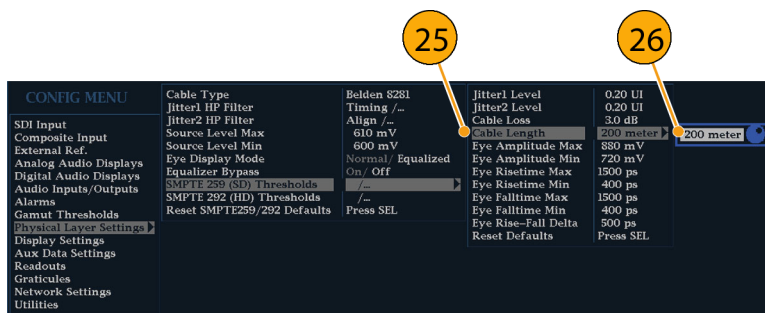 25
26
CONFIG MENU
SDI Input
Composite Input
External Ref.
Analog Audio Displays
Digital Audio Displays
Audio Inputs/Outputs
Alarms
Gamut Thresholds
Physical Layer Settings
Display Settings
Aux Data Settings
Readouts
Graticules
Network Settings
Utilities
Cable Type Belden 8281
Jitter1 HP Filter Timing /...
Jitter2 HP Filter Align /...
Source Level Max 610 mV
Source Level Min 600 mV
Eye Display Mode Normal/ Equalized
Equalizer Bypass On/ Off
SMPTE 259 (SD) Thresholds /...
SMPTE 292 (HD) Thresholds /...
Reset SMPTE259/292 Defaults Press SEL
Jitter1 Level 0.20 UI
Jitter2 Level 0.20 UI
Cable Loss 3.0 dB
Cable Length 200 meter
Eye Amplitude Max 880 mV
Eye Amplitude Min 720 mV
Eye Risetime Max 1500 ps
Eye Risetime Min 400 ps
Eye Falltime Max 1500 ps
Eye Falltime Min 400 ps
Eye Rise–Fall Delta 500 ps
Reset Defaults Press SEL
200 meter